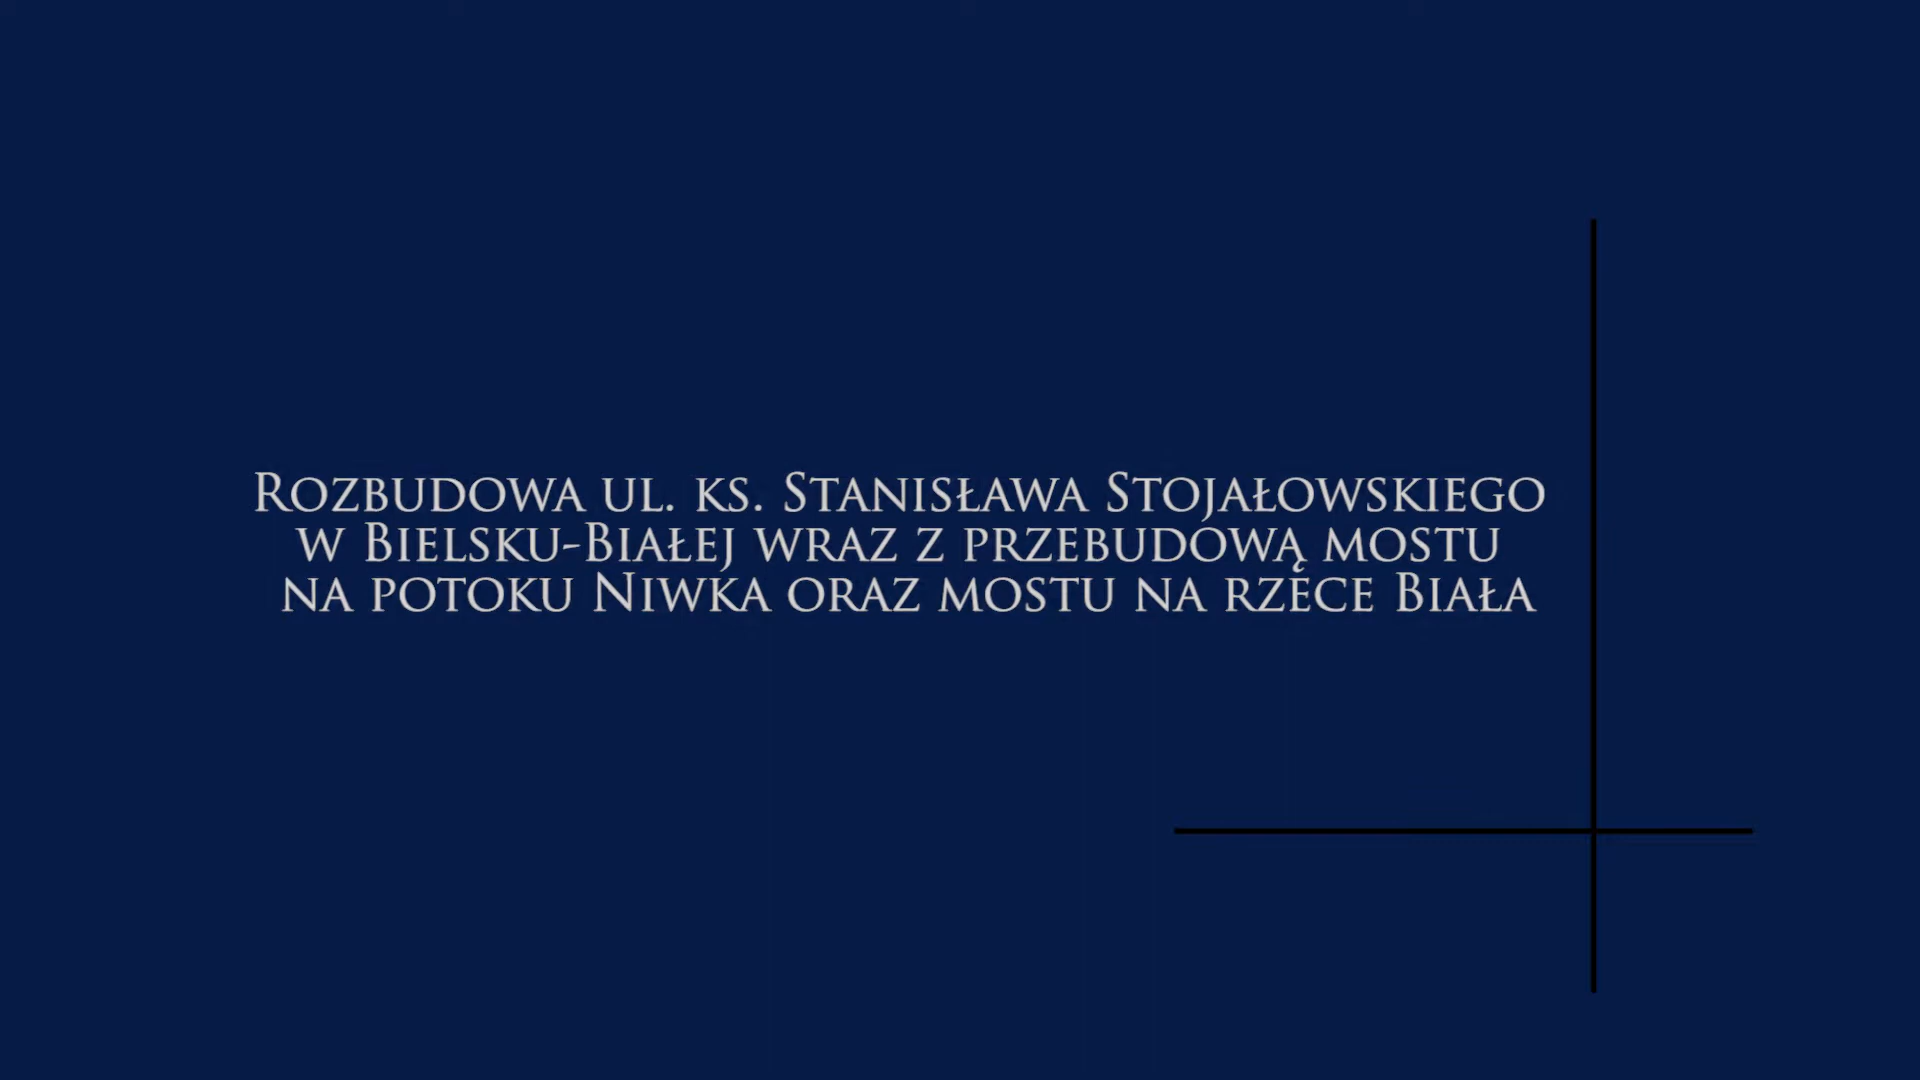 Rozbudowa ul. ks. Stanisława Stojałowskiego
w Bielsku-Białej wraz z przebudową mostu
na potoku Niwka oraz mostu na rzece Biała